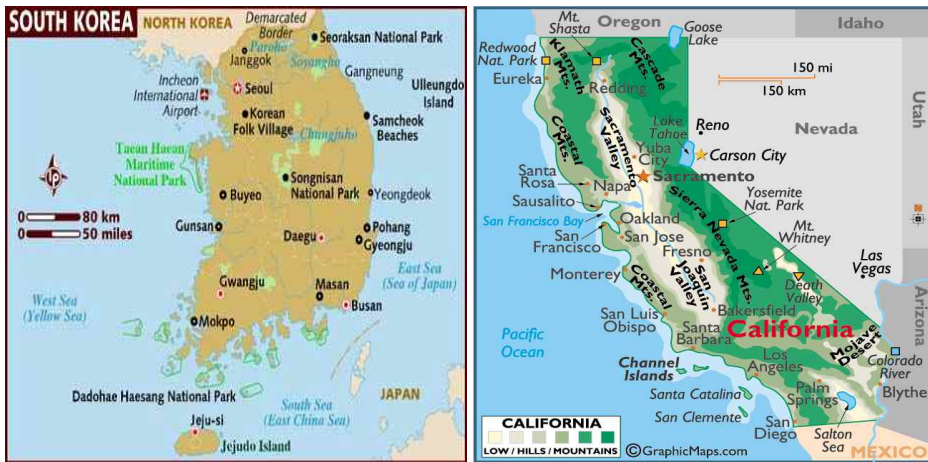 SOUTH KOREA
NORTH KOREA
Demarcated
Border
Paroho
Janggok
Seoraksan National Park
Soyangho
Gangneung
Ulleungdo
Island
Incheon
International
Airport
Seoul
Korean
Folk Village
Samcheok
Beaches
Chungjuho
Taean Haean
Maritime
National Park
Songnisan
National Park
Yeongdeok
Buyeo
80 km
50 miles
Gunsan
Daegu
Pohang
Gyeongju
East Sea
(Sea of Japan)
Gwangju
Masan
Busan
West Sea
(Yellow Sea)
Mokpo
Dadohae Haesang National Park
JAPAN
South Sea
(East China Sea)
Jeju-si
Jejudo Island
Oregon
Idaho
Mt.
Shasta
Goose
Lake
Redwood
Nat. Park
Klamath
Mts.
Cascade
Mts.
Eureka
Redding
150 mi
150 km
Utah
Coastal
Mts.
Sacramento
Valley
Lake
Tahoe
Reno
Nevada
Yuba
City
Carson City
Sacramento
Santa
Rosa
Napa
Sausalito
Yosemite
Nat. Park
N
San Francisco Bay
Oakland
San
Francisco
San Jose
Sierra Nevada Mts.
Mt.
Whitney
Fresno
Las
Vegas
Monterey
San
Joaquin
Valley
Death
Valley
Coastal
Mts.
Arizona
San Luis
Obispo
Bakersfield
California
Pacific
Ocean
Santa
Barbara
Mojave
Desert
Los
Angeles
Colorado
River
Channel
Islands
Palm
Springs
Blythe
Santa Catalina
San Clemente
San
Diego
Salton
Sea
CALIFORNIA
LOW / HILLS / MOUNTAINS
©GraphicMaps.com
MEXICO